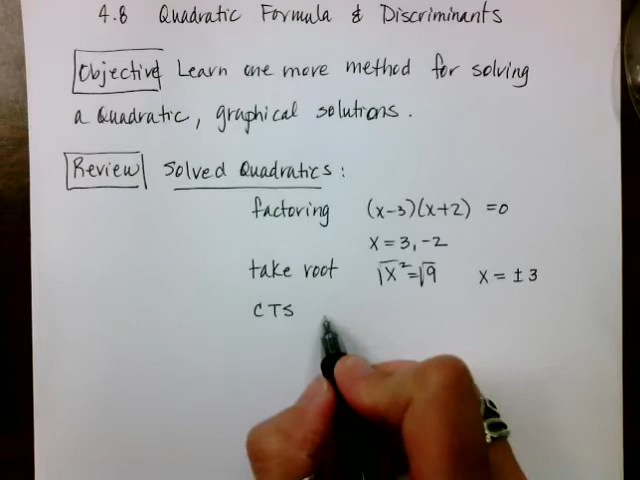 4.8 Quadratic Formula & Discriminants
Objective Learn one more method for solving
a Quadratic, graphical solutions.
Review Solved Quadratics:
factoring (x-3)(x+2) =0
x = 3, -2
take root √x²=√9 x = ±3
CTS